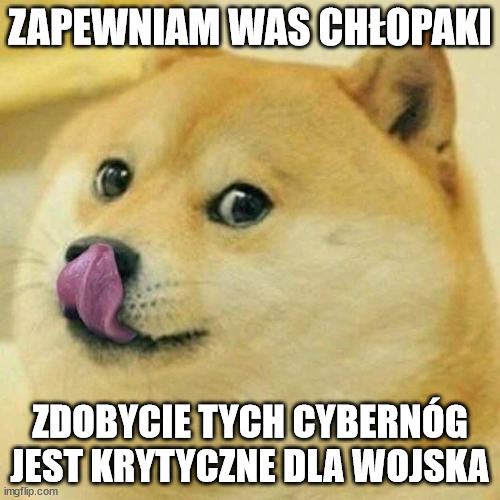 ZAPEWNIAM WAS CHŁOPAKI
ZDOBYCIE TYCH CYBERNÓG
JEST KRYTYCZNE DLA WOJSKA
imgflip.com